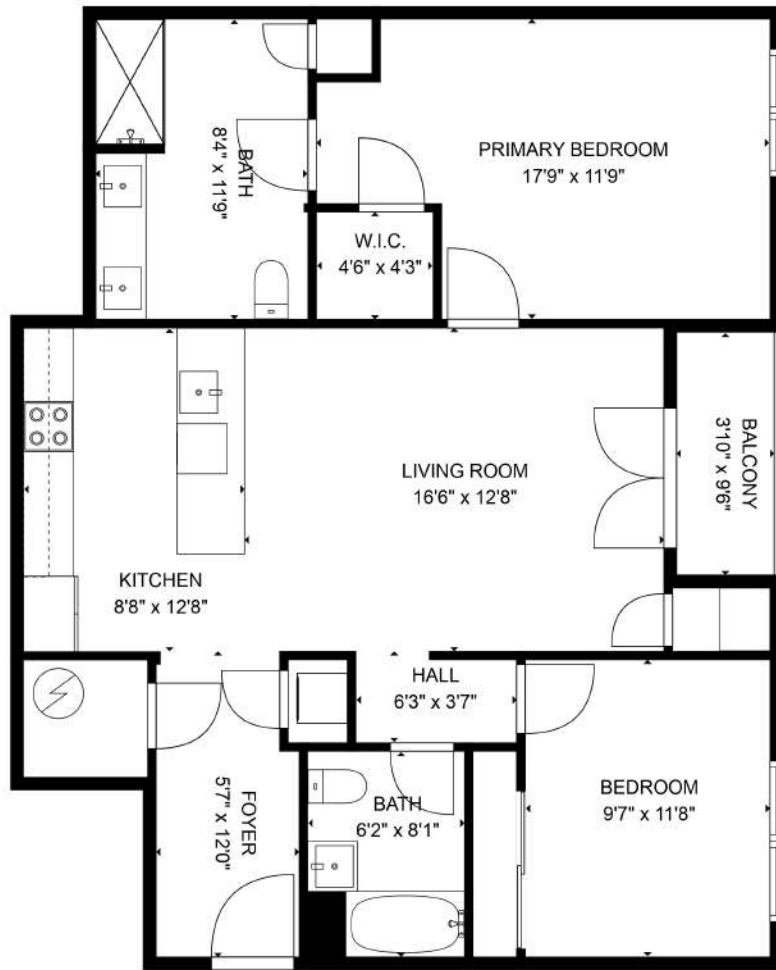 BATH
8'4" x 11'9"
PRIMARY BEDROOM
17'9" x 11'9"
W.I.C.
4'6" x 4'3"
LIVING ROOM
16'6" x 12'8"
BALCONY
3'10" x 9'6"
KITCHEN
8'8" x 12'8"
HALL
6'3" x 3'7"
FOYER
5'7" x 12'0"
BATH
6'2" x 8'1"
BEDROOM
9'7" x 11'8"